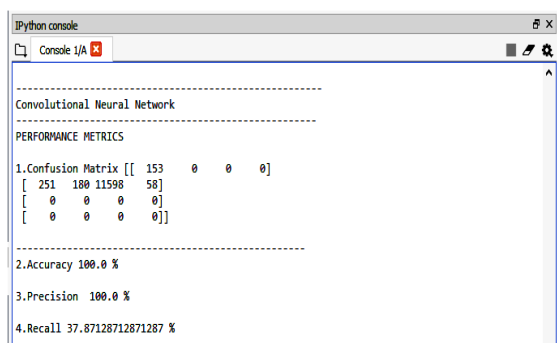 IPython console
Console 1/A
-----------------------------------------------------
Convolutional Neural Network
----------------------------------------------------
PERFORMANCE METRICS
1.Confusion Matrix [[  153     0     0     0]
 [  251   180 11598    58]
 [    0     0     0     0]
 [    0     0     0     0]]
--------------------------------------------------
2.Accuracy 100.0 %
3.Precision  100.0 %
4.Recall 37.87128712871287 %